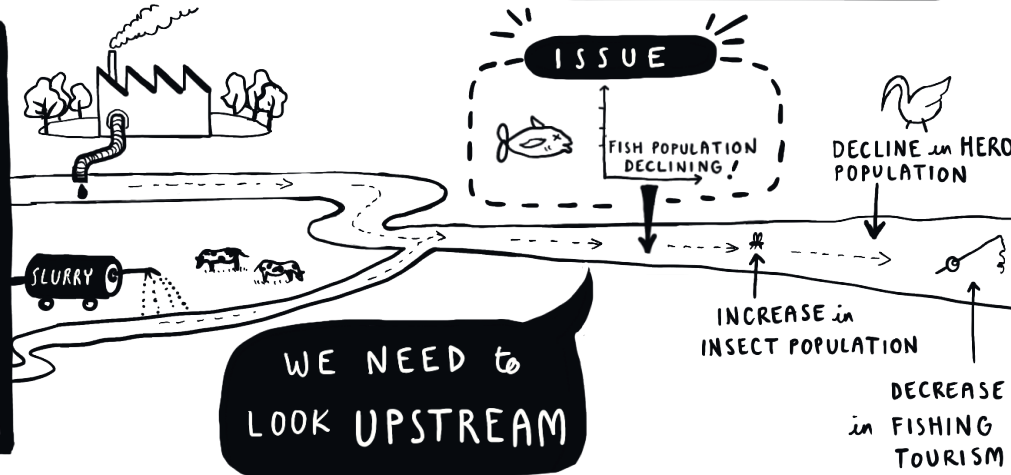 ISSUE
FISH POPULATION
DECLINING!
DECLINE in HERO
POPULATION
SLURRY
INCREASE in
INSECT POPULATION
WE NEED to
LOOK UPSTREAM
DECREASE
in FISHING
TOURISM